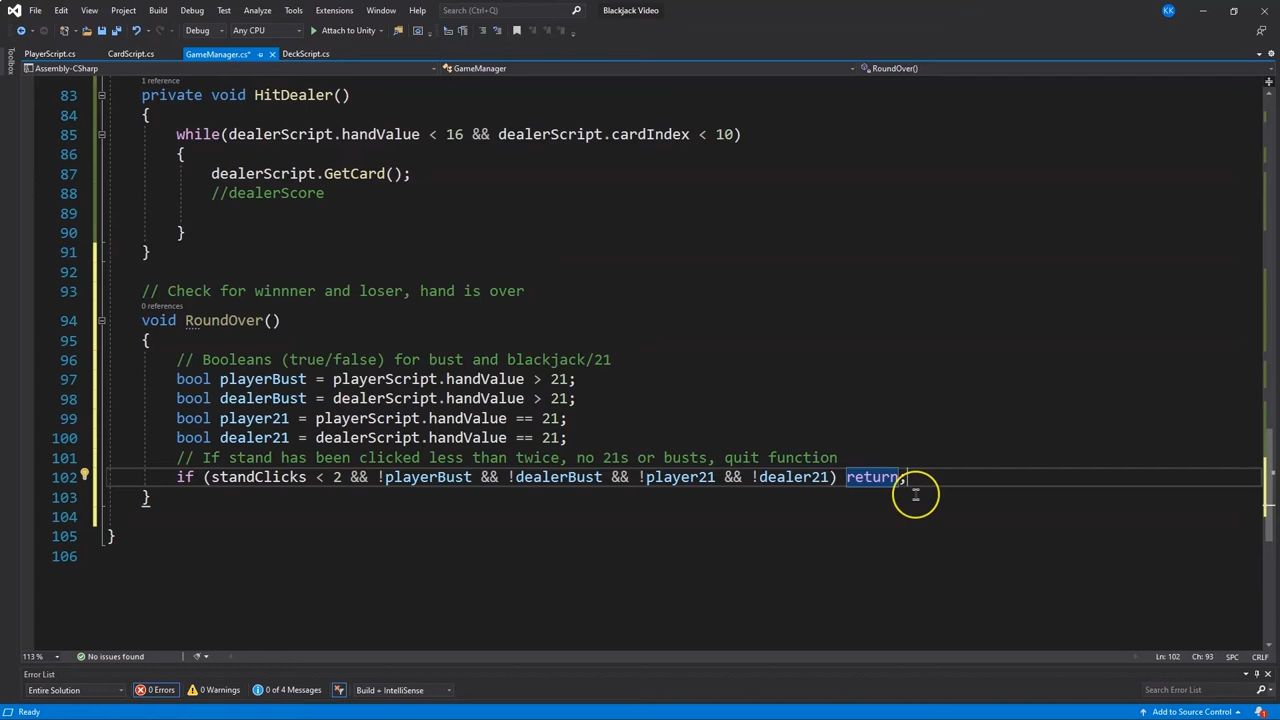 File Edit View Project Build Debug Test Analyze Tools Extensions Window Help Search (Ctrl+Q) Blackjack Video KK
Debug Any CPU Attach to Unity
PlayerScript.cs CardScript.cs GameManager.cs* DeckScript.cs
Toolbox
Assembly-CSharp GameManager RoundOver()
1 reference
83 private void HitDealer()
84 {
85 while(dealerScript.handValue < 16 && dealerScript.cardIndex < 10)
86 {
87 dealerScript.GetCard();
88 //dealerScore
89
90 }
91 }
92
93 // Check for winnner and loser, hand is over
0 references
94 void RoundOver()
95 {
96 // Booleans (true/false) for bust and blackjack/21
97 bool playerBust = playerScript.handValue > 21;
98 bool dealerBust = dealerScript.handValue > 21;
99 bool player21 = playerScript.handValue == 21;
100 bool dealer21 = dealerScript.handValue == 21;
101 // If stand has been clicked less than twice, no 21s or busts, quit function
102 if (standClicks < 2 && !playerBust && !dealerBust && !player21 && !dealer21) return;
103 }
104
105 }
106
113 % No issues found Ln: 102 Ch: 93 SPC CRLF
Error List
Entire Solution 0 Errors 0 Warnings 0 of 4 Messages Build + IntelliSense Search Error List
Ready Add to Source Control 1